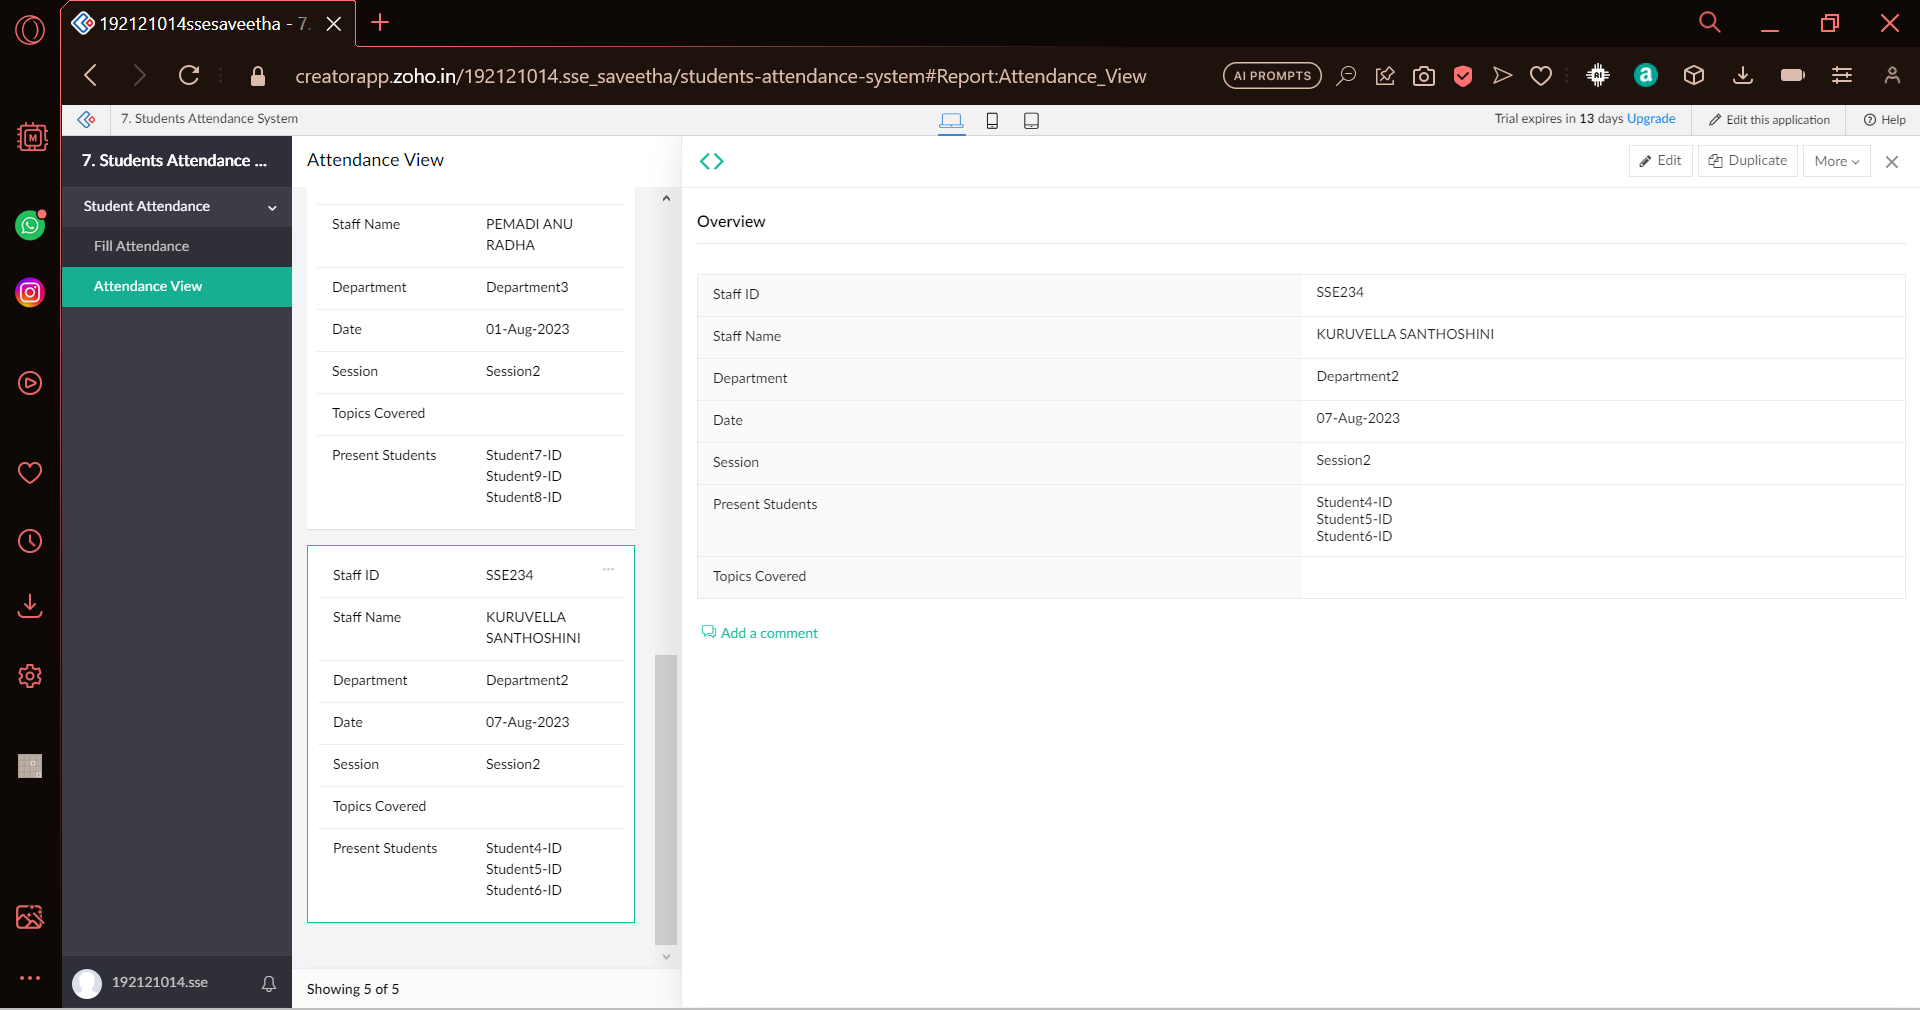 192121014ssesaveetha - 7.
creatorapp.zoho.in/192121014.sse_saveetha/students-attendance-system#Report:Attendance_View
AI PROMPTS
7. Students Attendance System
Trial expires in 13 days Upgrade
Edit this application
Help
7. Students Attendance ...
Student Attendance
Fill Attendance
Attendance View
192121014.sse
Attendance View
Staff Name PEMADI ANU
RADHA
Department Department3
Date 01-Aug-2023
Session Session2
Topics Covered
Present Students Student7-ID
Student9-ID
Student8-ID
Staff ID SSE234
Staff Name KURUVELLA
SANTHOSHINI
Department Department2
Date 07-Aug-2023
Session Session2
Topics Covered
Present Students Student4-ID
Student5-ID
Student6-ID
Showing 5 of 5
Edit
Duplicate
More
Overview
Staff ID SSE234
Staff Name KURUVELLA SANTHOSHINI
Department Department2
Date 07-Aug-2023
Session Session2
Present Students Student4-ID
Student5-ID
Student6-ID
Topics Covered
Add a comment